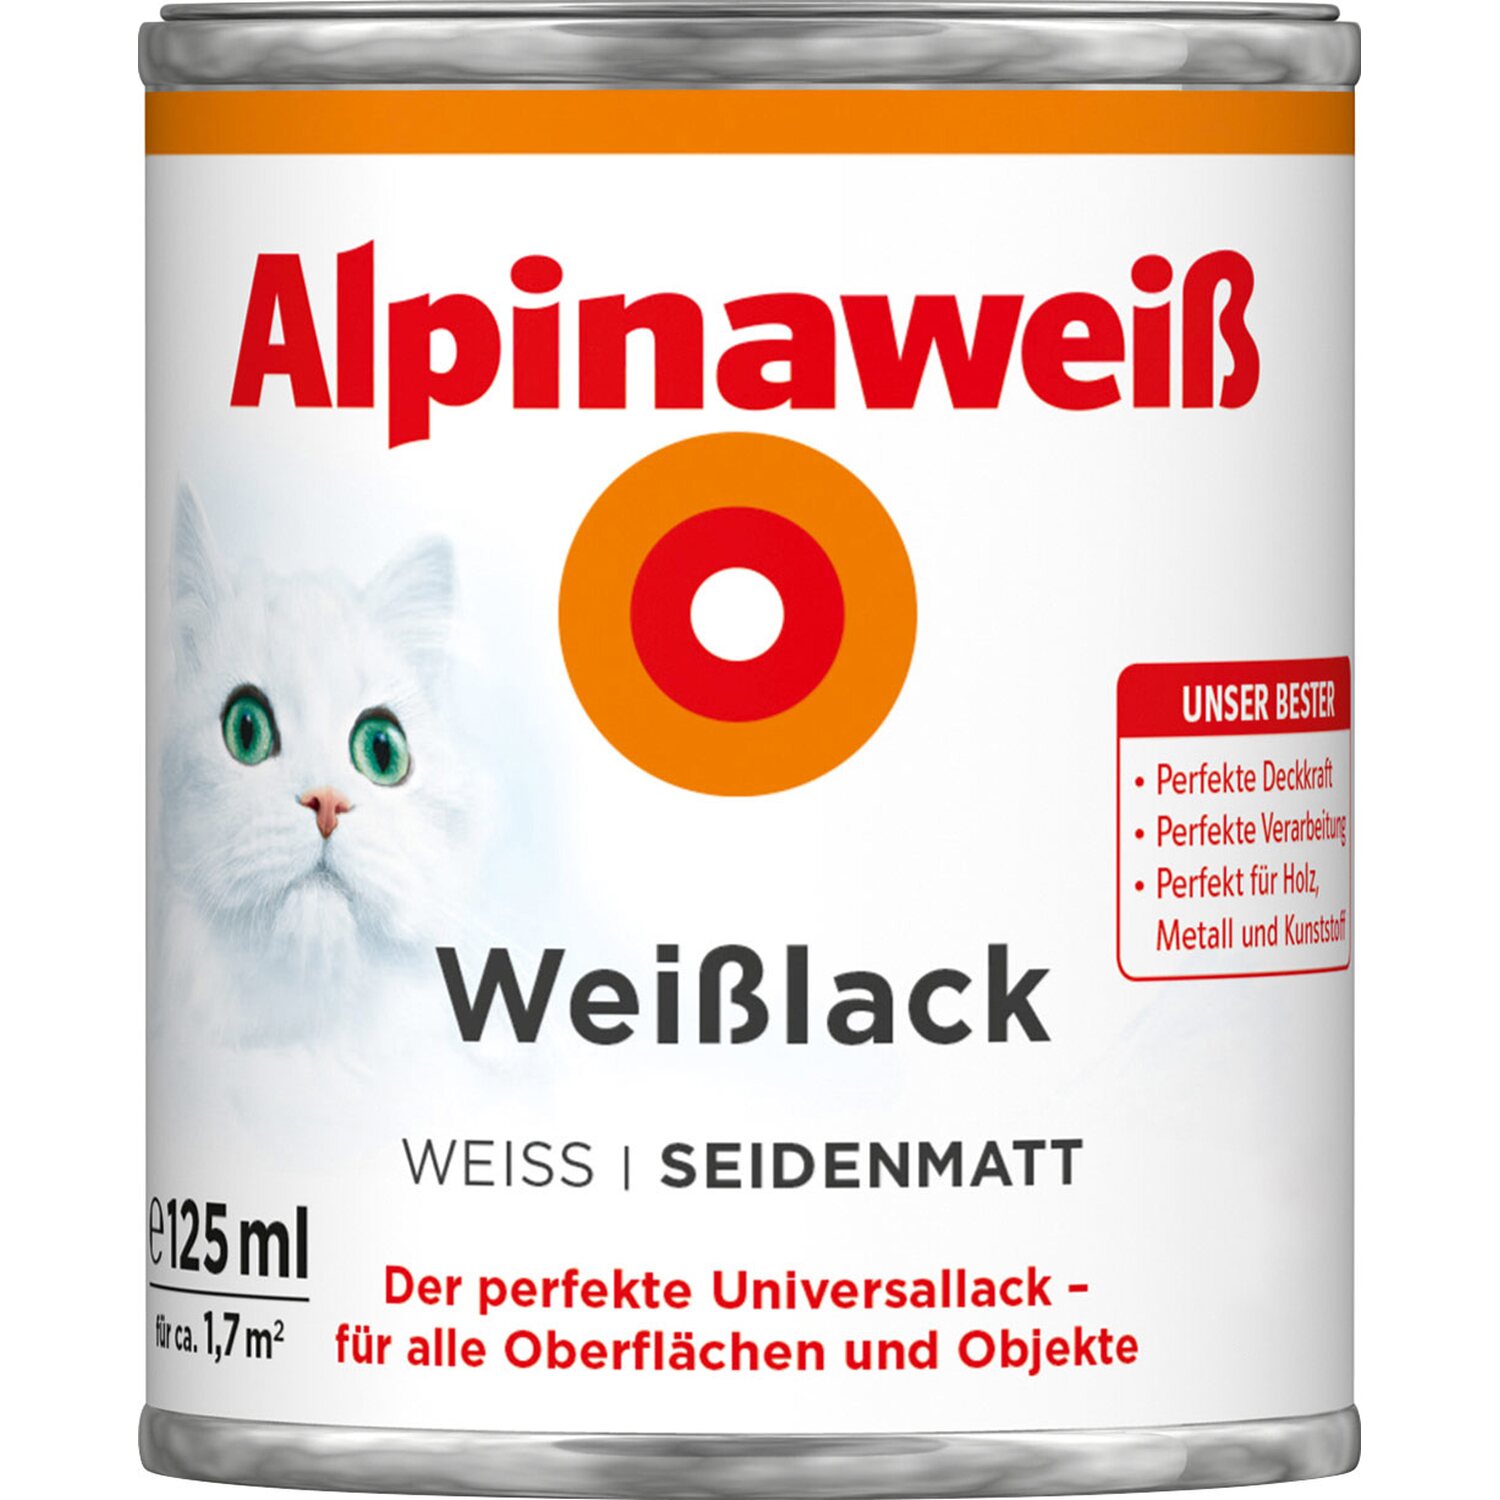 Alpinaweiß
UNSER BESTER
• Perfekte Deckkraft
• Perfekte Verarbeitung
• Perfekt für Holz,
Metall und Kunststoff
Weißlack
WEISS | SEIDENMATT
℮125 ml
für ca. 1,7 m²
Der perfekte Universallack –
für alle Oberflächen und Objekte